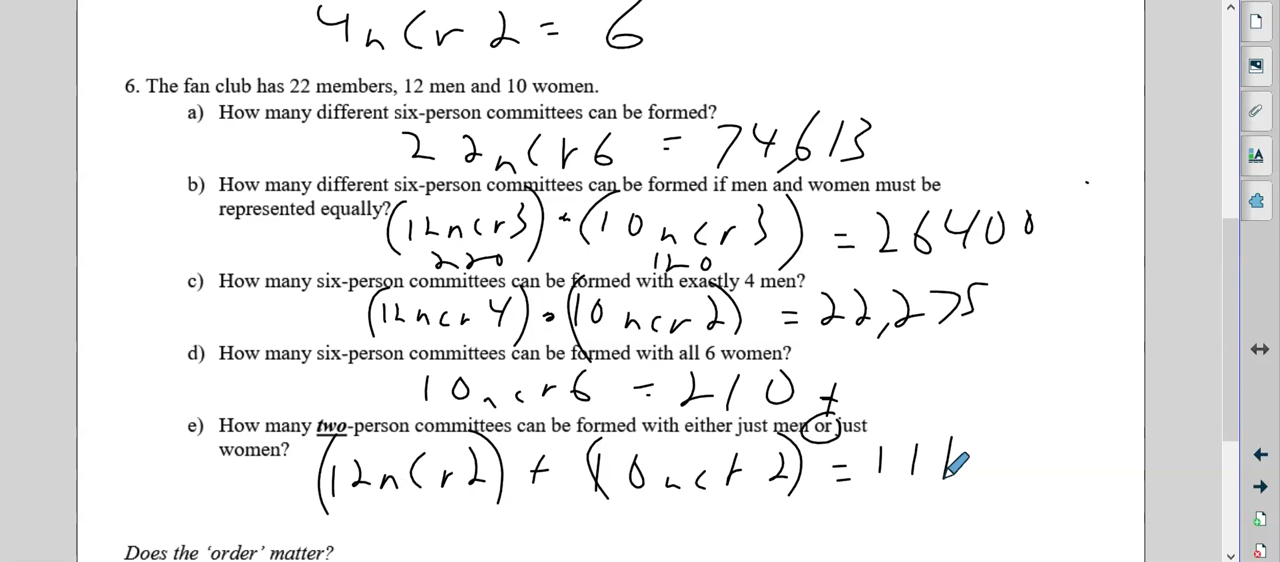 4nCr2 = 6
6. The fan club has 22 members, 12 men and 10 women.
a) How many different six-person committees can be formed?
22nCr6 = 74,613
b) How many different six-person committees can be formed if men and women must be
represented equally?
(12ncr3) · (10ncr3) = 26400
220 120
c) How many six-person committees can be formed with exactly 4 men?
(12ncr4) · (10ncr2) = 22,275
d) How many six-person committees can be formed with all 6 women?
10ncr6 = 210
+
e) How many two-person committees can be formed with either just men or just
women?
(12nCr2) + (10ncr2) = 11
Does the 'order' matter?